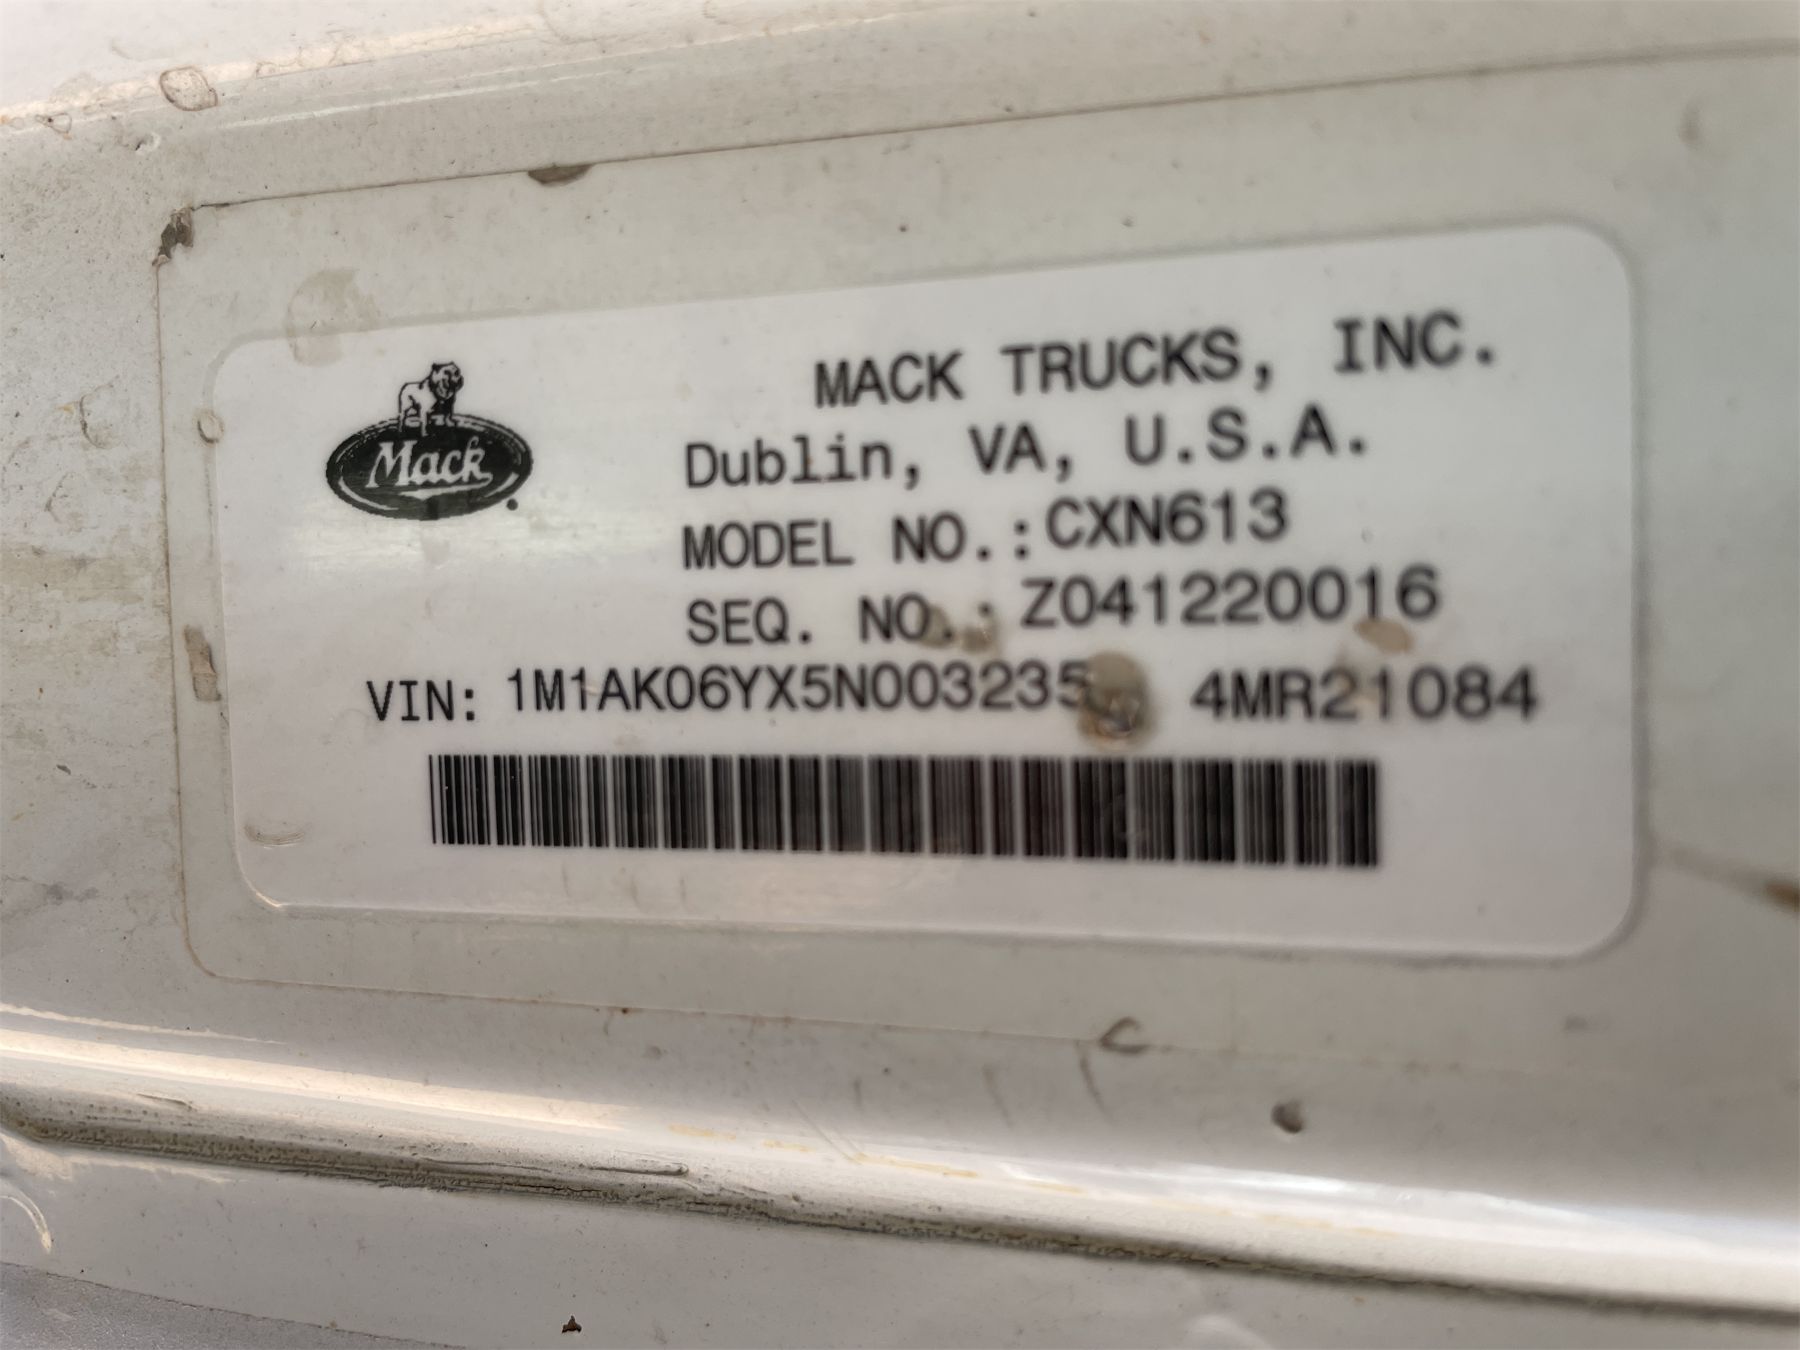 Mack
MACK TRUCKS, INC.
Dublin, VA, U.S.A.
MODEL NO.:CXN613
SEQ. NO.: Z041220016
VIN: 1M1AK06YX5N003235 4MR21084